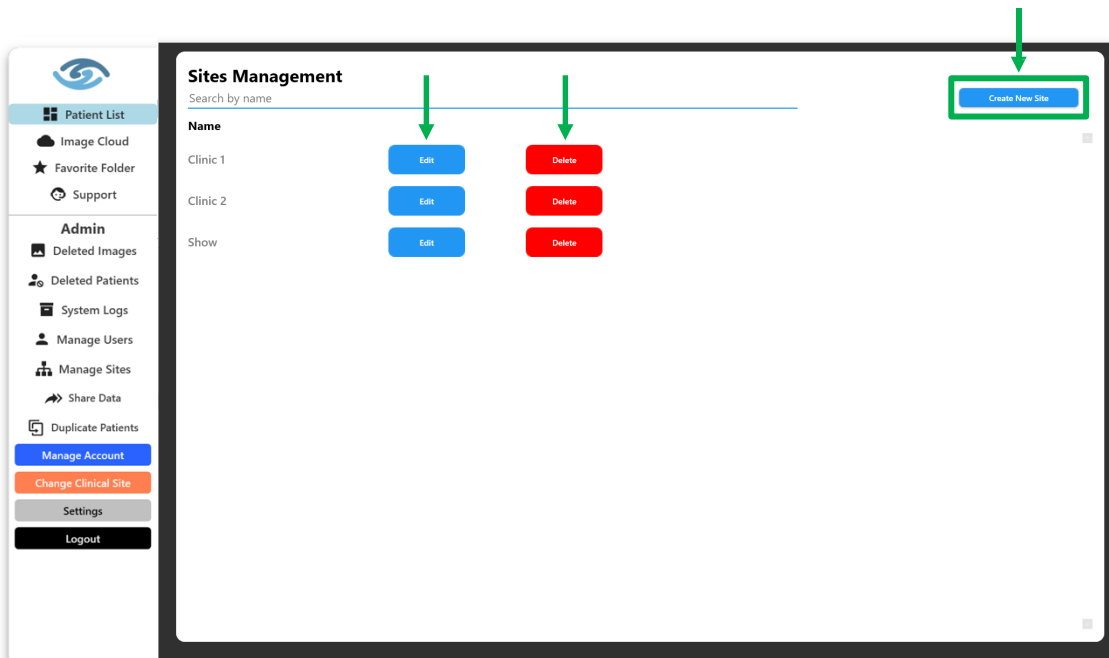 Patient List
Image Cloud
Favorite Folder
Support
Admin
Deleted Images
Deleted Patients
System Logs
Manage Users
Manage Sites
Share Data
Duplicate Patients
Manage Account
Change Clinical Site
Settings
Logout
Sites Management
Search by name
Create New Site
Name
Clinic 1 Edit Delete
Clinic 2 Edit Delete
Show Edit Delete